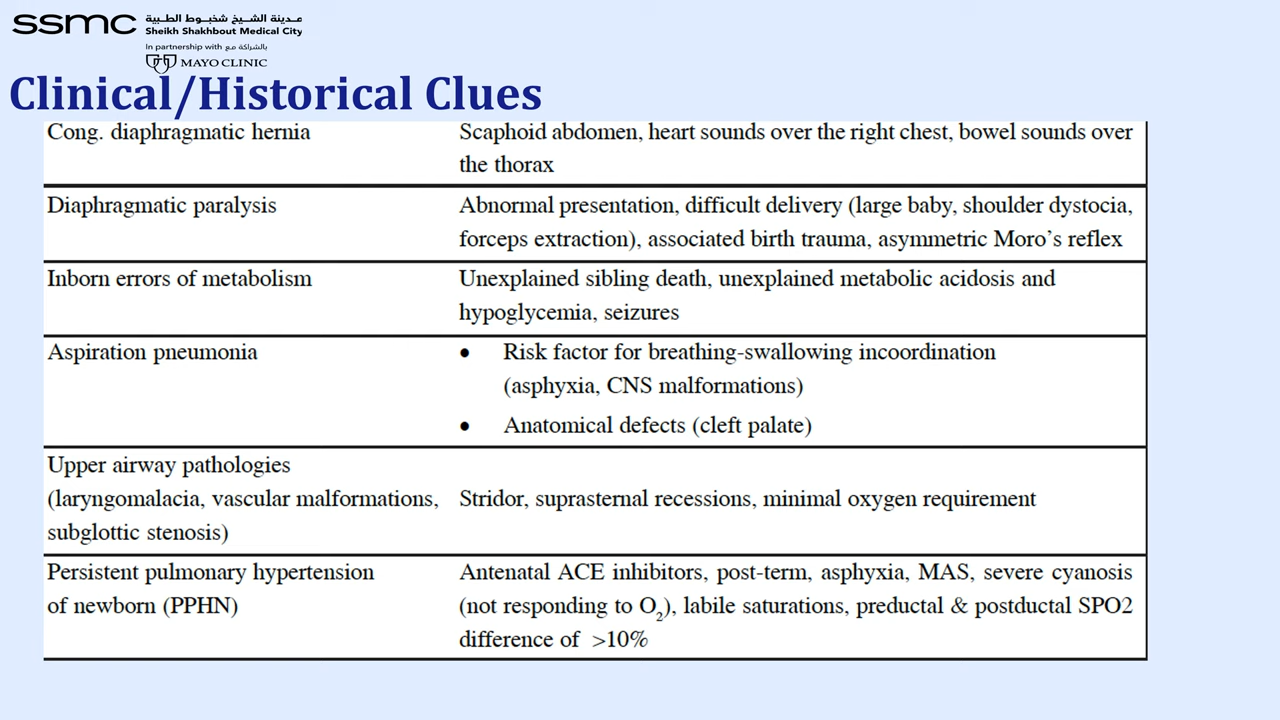 ssmc
مدينة الشيخ شخبوط الطبية
Sheikh Shakhbout Medical City
In partnership with بالشراكة مع
MAYO CLINIC
Clinical/Historical Clues
Cong. diaphragmatic hernia
Scaphoid abdomen, heart sounds over the right chest, bowel sounds over
the thorax
Diaphragmatic paralysis
Abnormal presentation, difficult delivery (large baby, shoulder dystocia,
forceps extraction), associated birth trauma, asymmetric Moro’s reflex
Inborn errors of metabolism
Unexplained sibling death, unexplained metabolic acidosis and
hypoglycemia, seizures
Aspiration pneumonia
• Risk factor for breathing-swallowing incoordination
(asphyxia, CNS malformations)
• Anatomical defects (cleft palate)
Upper airway pathologies
(laryngomalacia, vascular malformations,
subglottic stenosis)
Stridor, suprasternal recessions, minimal oxygen requirement
Persistent pulmonary hypertension
of newborn (PPHN)
Antenatal ACE inhibitors, post-term, asphyxia, MAS, severe cyanosis
(not responding to O₂), labile saturations, preductal & postductal SPO2
difference of >10%